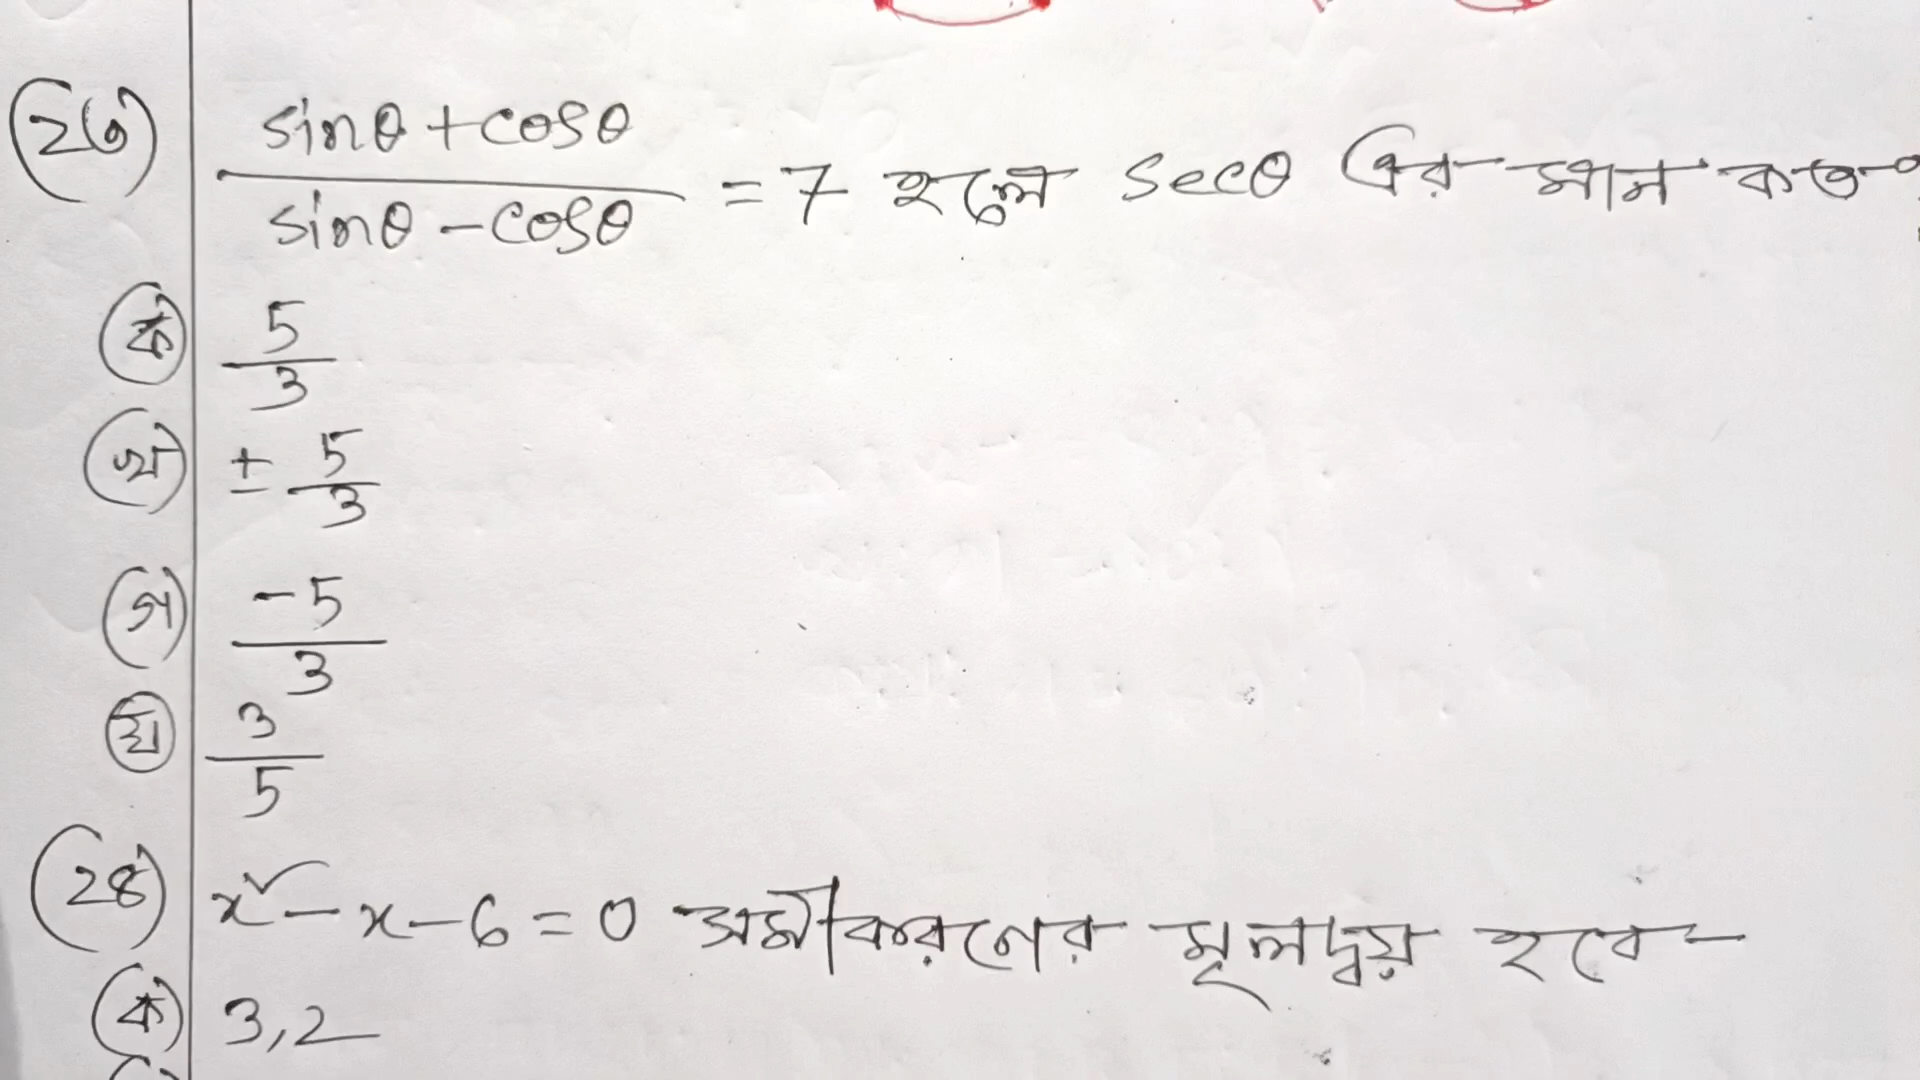 ২৩ sinθ + cosθ / sinθ - cosθ = 7 হলে secθ এর মান কত?
ক 5/3
খ ± 5/3
গ -5/3
ঘ 3/5
28 x² - x - 6 = 0 সমীকরণের মূলদ্বয় হবে-
ক 3,2